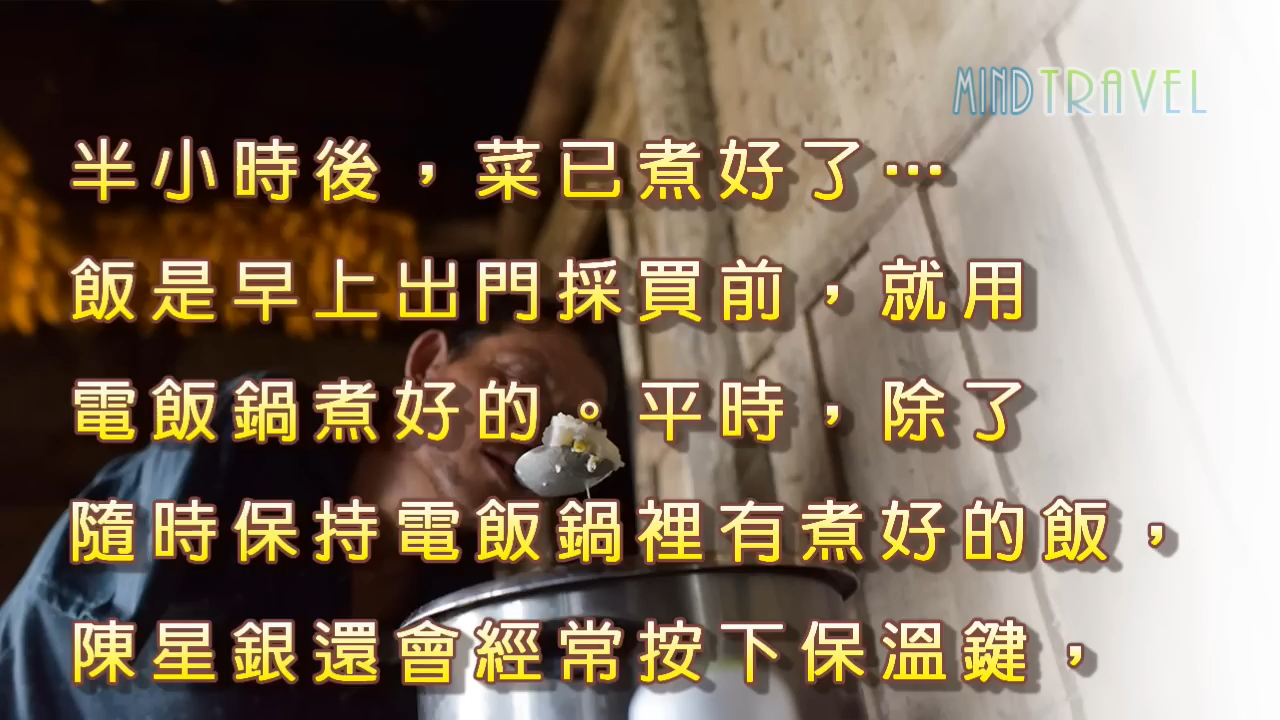 MINDTRAVEL
半小時後，菜已煮好了…
飯是早上出門採買前，就用
電飯鍋煮好的。平時，除了
隨時保持電飯鍋裡有煮好的飯，
陳星銀還會經常按下保溫鍵，